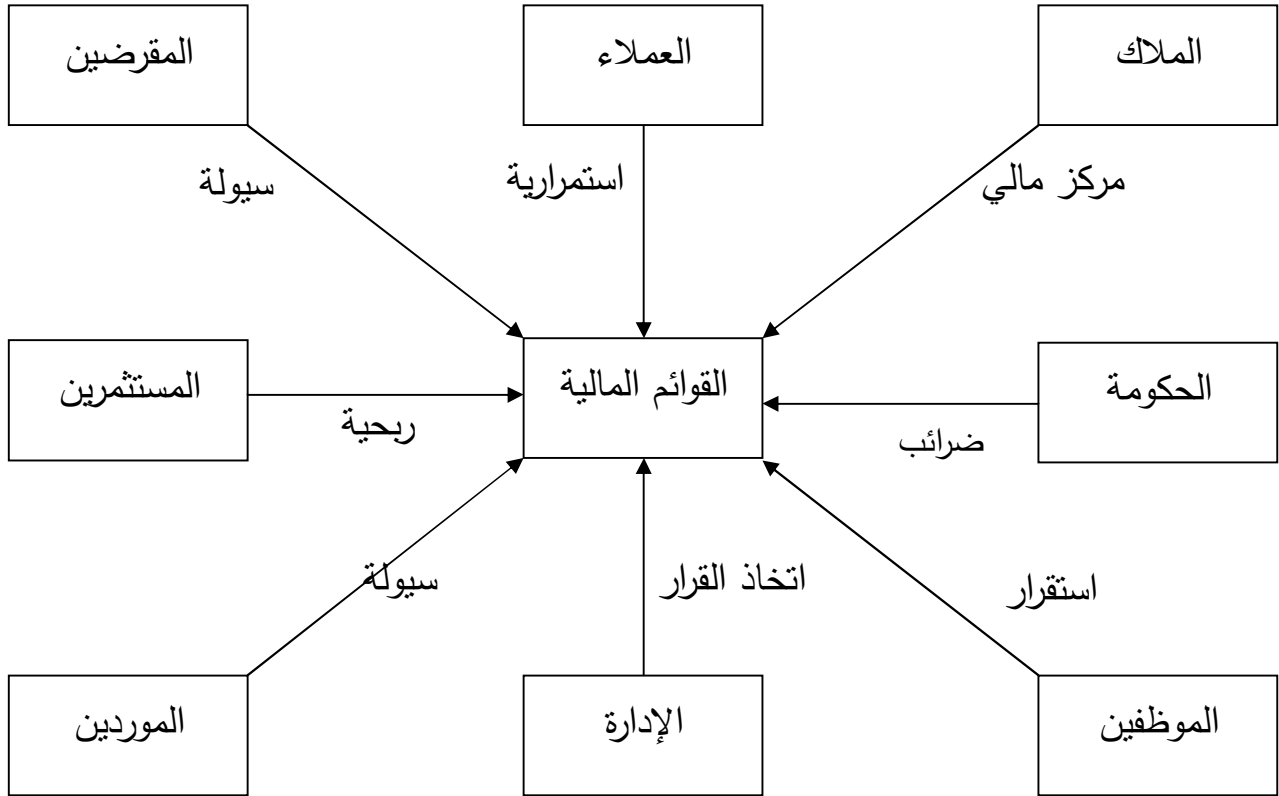 الملاك
العملاء
المقرضين
مركز مالي
استمرارية
سيولة
الحكومة
القوائم المالية
المستثمرين
ضرائب
ربحية
استقرار
اتخاذ القرار
سيولة
الموظفين
الإدارة
الموردين